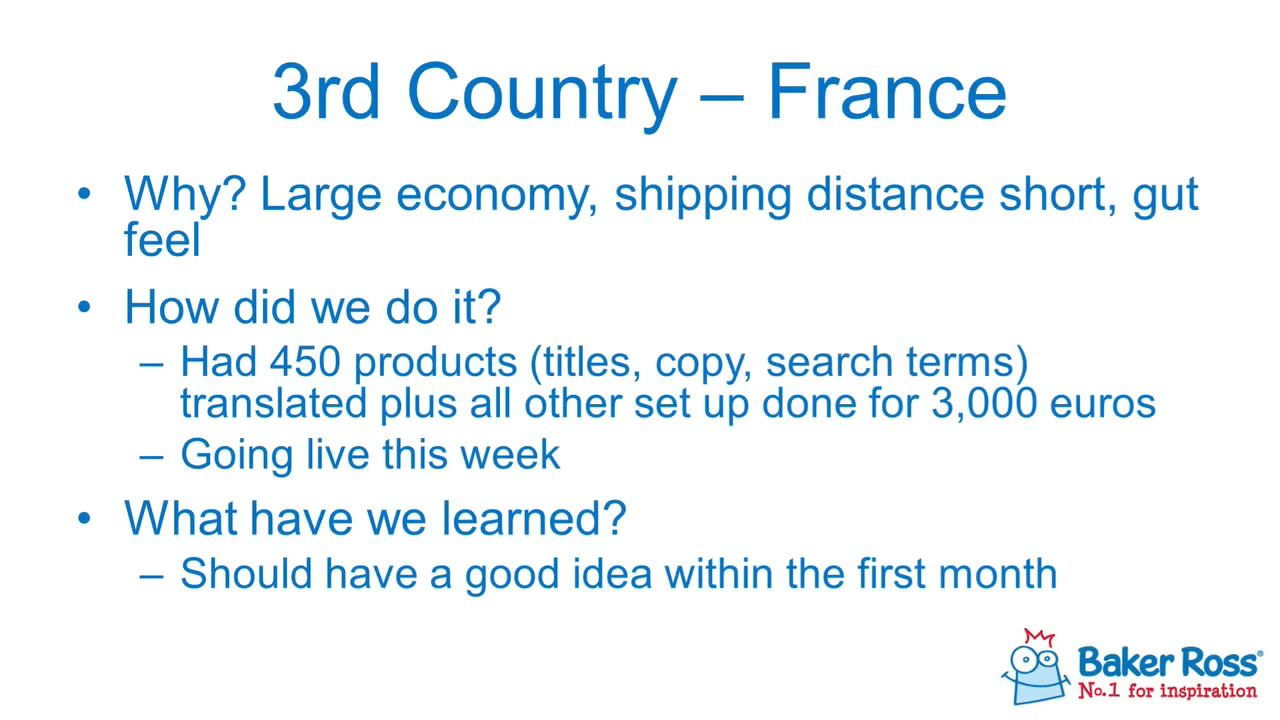 3rd Country – France
• Why? Large economy, shipping distance short, gut
feel
• How did we do it?
– Had 450 products (titles, copy, search terms)
translated plus all other set up done for 3,000 euros
– Going live this week
• What have we learned?
– Should have a good idea within the first month
Baker Ross®
No.1 for inspiration